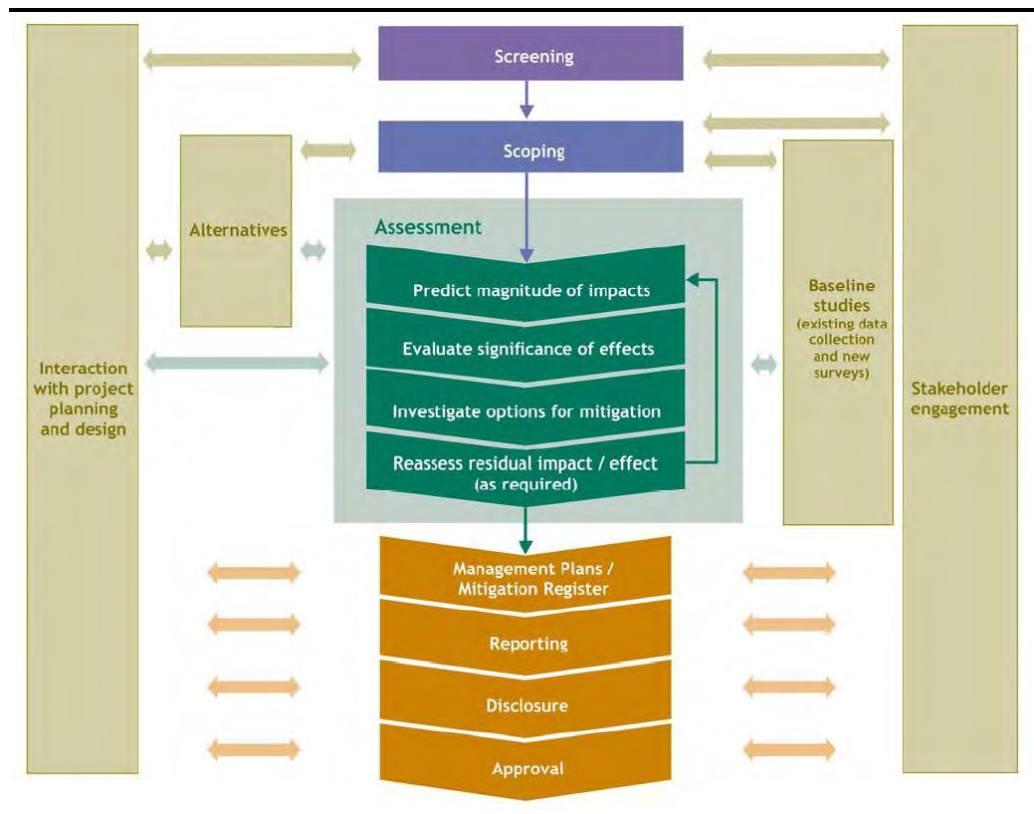 Screening
Scoping
Alternatives
Assessment
Predict magnitude of impacts
Evaluate significance of effects
Investigate options for mitigation
Reassess residual impact / effect
(as required)
Baseline
studies
(existing data
collection
and new
surveys)
Interaction
with project
planning
and design
Stakeholder
engagement
Management Plans /
Mitigation Register
Reporting
Disclosure
Approval